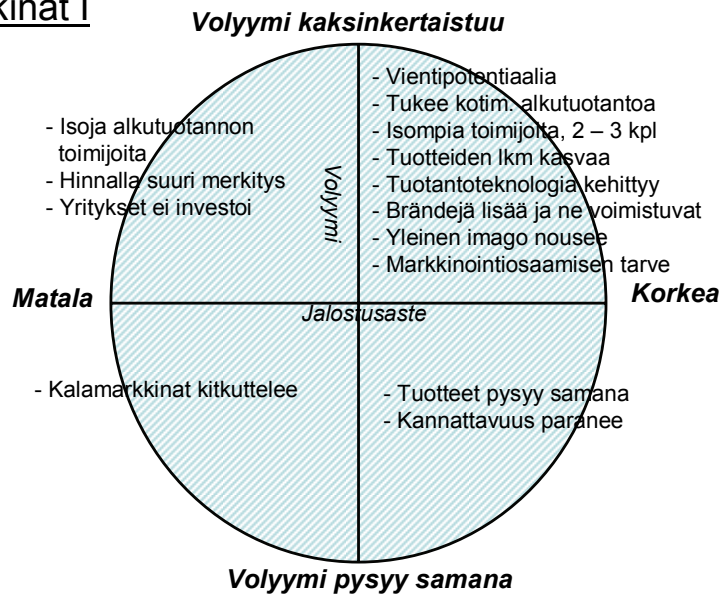 kinat I
Volyymi kaksinkertaistuu
- Isoja alkutuotannon
toimijoita
- Hinnalla suuri merkitys
- Yritykset ei investoi
Volyymi
- Vientipotentiaalia
- Tukee kotim. alkutuotantoa
- Isompia toimijoita, 2 – 3 kpl
- Tuotteiden lkm kasvaa
- Tuotantoteknologia kehittyy
- Brändejä lisää ja ne voimistuvat
- Yleinen imago nousee
- Markkinointiosaamisen tarve
Matala
Korkea
Jalostusaste
- Kalamarkkinat kitkuttelee
- Tuotteet pysyy samana
- Kannattavuus paranee
Volyymi pysyy samana